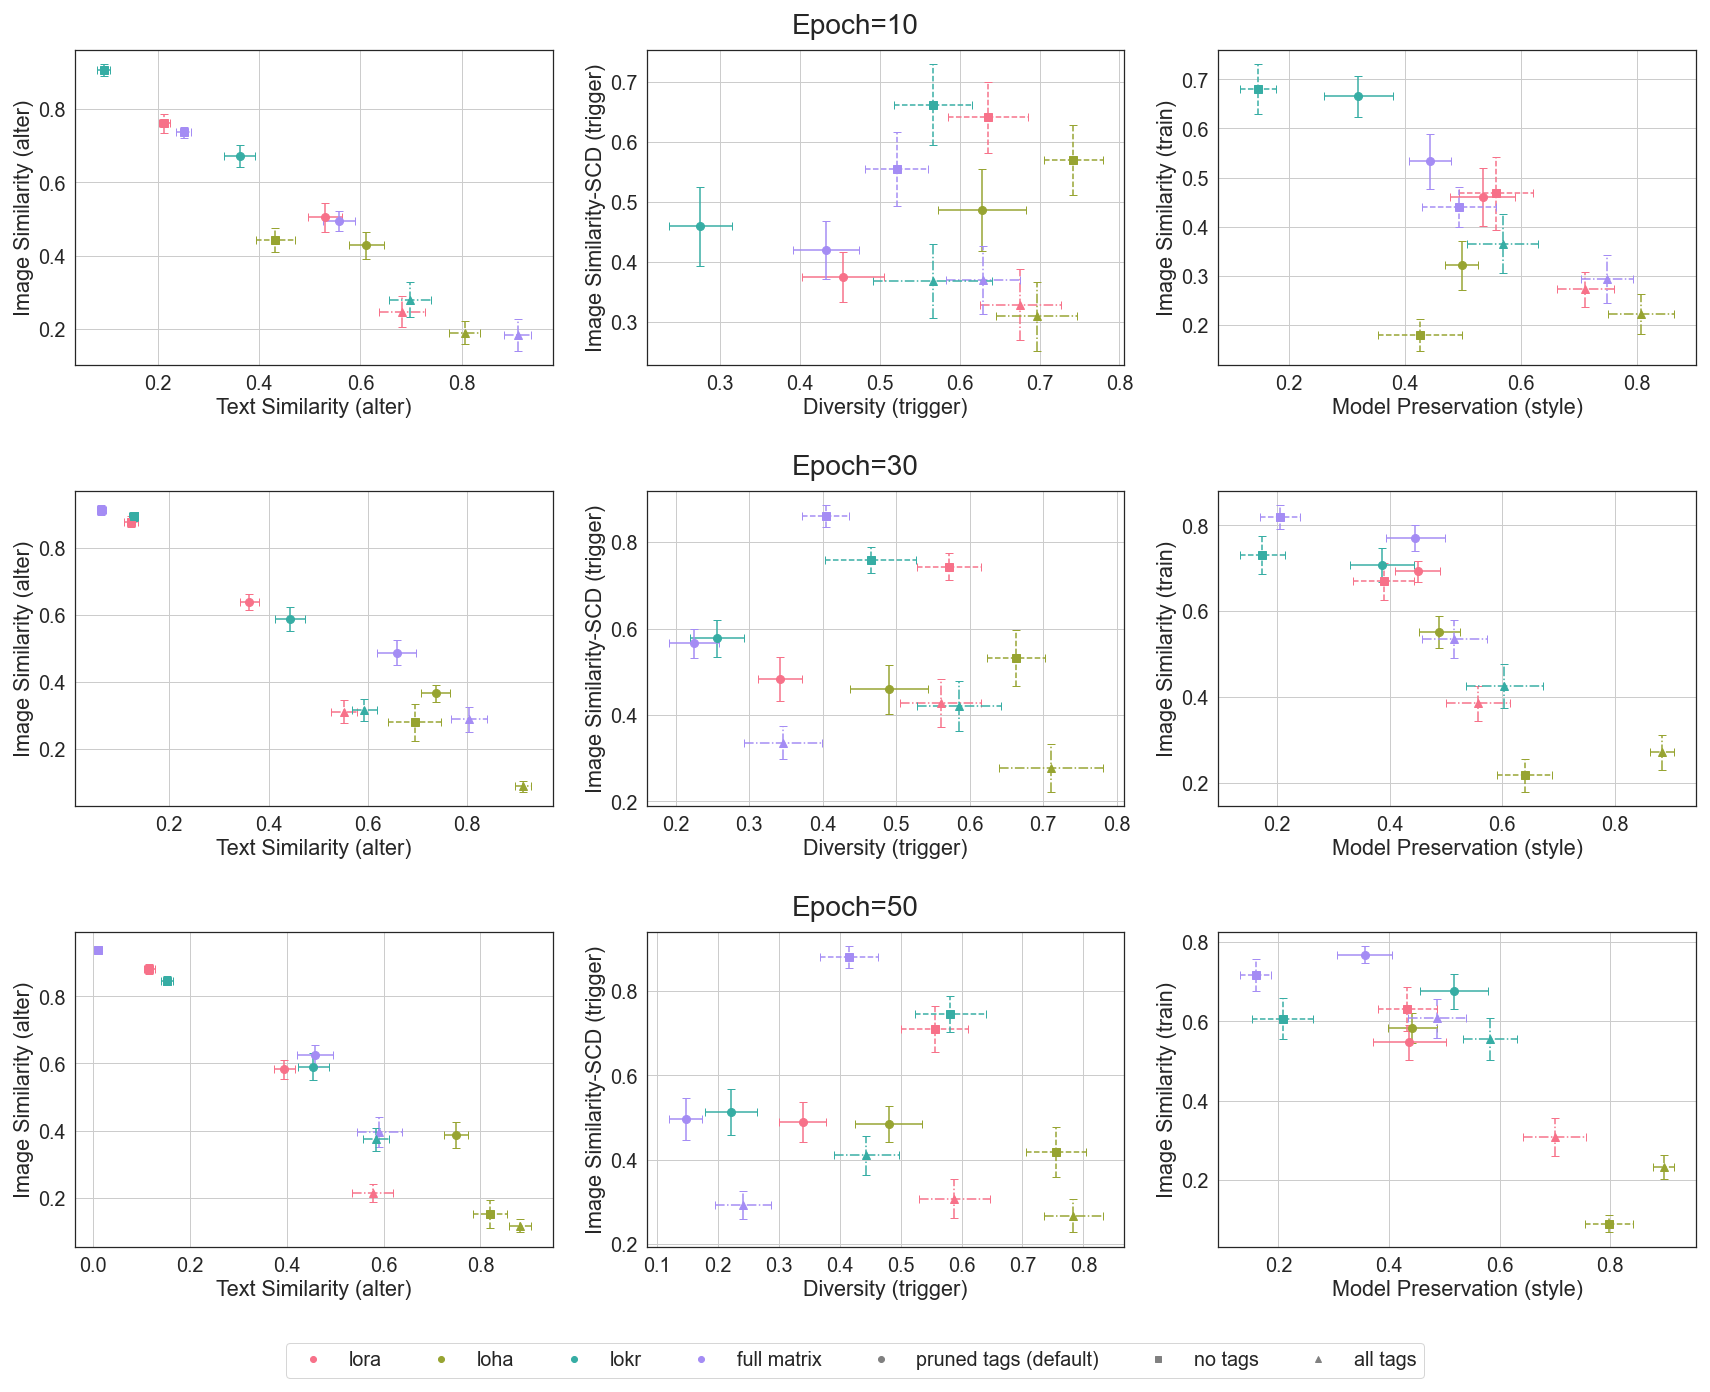 Epoch=10
Image Similarity (alter)
0.8
0.6
0.4
0.2
0.2 0.4 0.6 0.8
Text Similarity (alter)
Image Similarity-SCD (trigger)
0.7
0.6
0.5
0.4
0.3
0.3 0.4 0.5 0.6 0.7 0.8
Diversity (trigger)
Image Similarity (train)
0.7
0.6
0.5
0.4
0.3
0.2
0.2 0.4 0.6 0.8
Model Preservation (style)
Epoch=30
Image Similarity (alter)
0.8
0.6
0.4
0.2
0.2 0.4 0.6 0.8
Text Similarity (alter)
Image Similarity-SCD (trigger)
0.8
0.6
0.4
0.2
0.2 0.3 0.4 0.5 0.6 0.7 0.8
Diversity (trigger)
Image Similarity (train)
0.8
0.6
0.4
0.2
0.2 0.4 0.6 0.8
Model Preservation (style)
Epoch=50
Image Similarity (alter)
0.8
0.6
0.4
0.2
0.0 0.2 0.4 0.6 0.8
Text Similarity (alter)
Image Similarity-SCD (trigger)
0.8
0.6
0.4
0.2
0.1 0.2 0.3 0.4 0.5 0.6 0.7 0.8
Diversity (trigger)
Image Similarity (train)
0.8
0.6
0.4
0.2
0.2 0.4 0.6 0.8
Model Preservation (style)
lora loha lokr full matrix pruned tags (default) no tags all tags